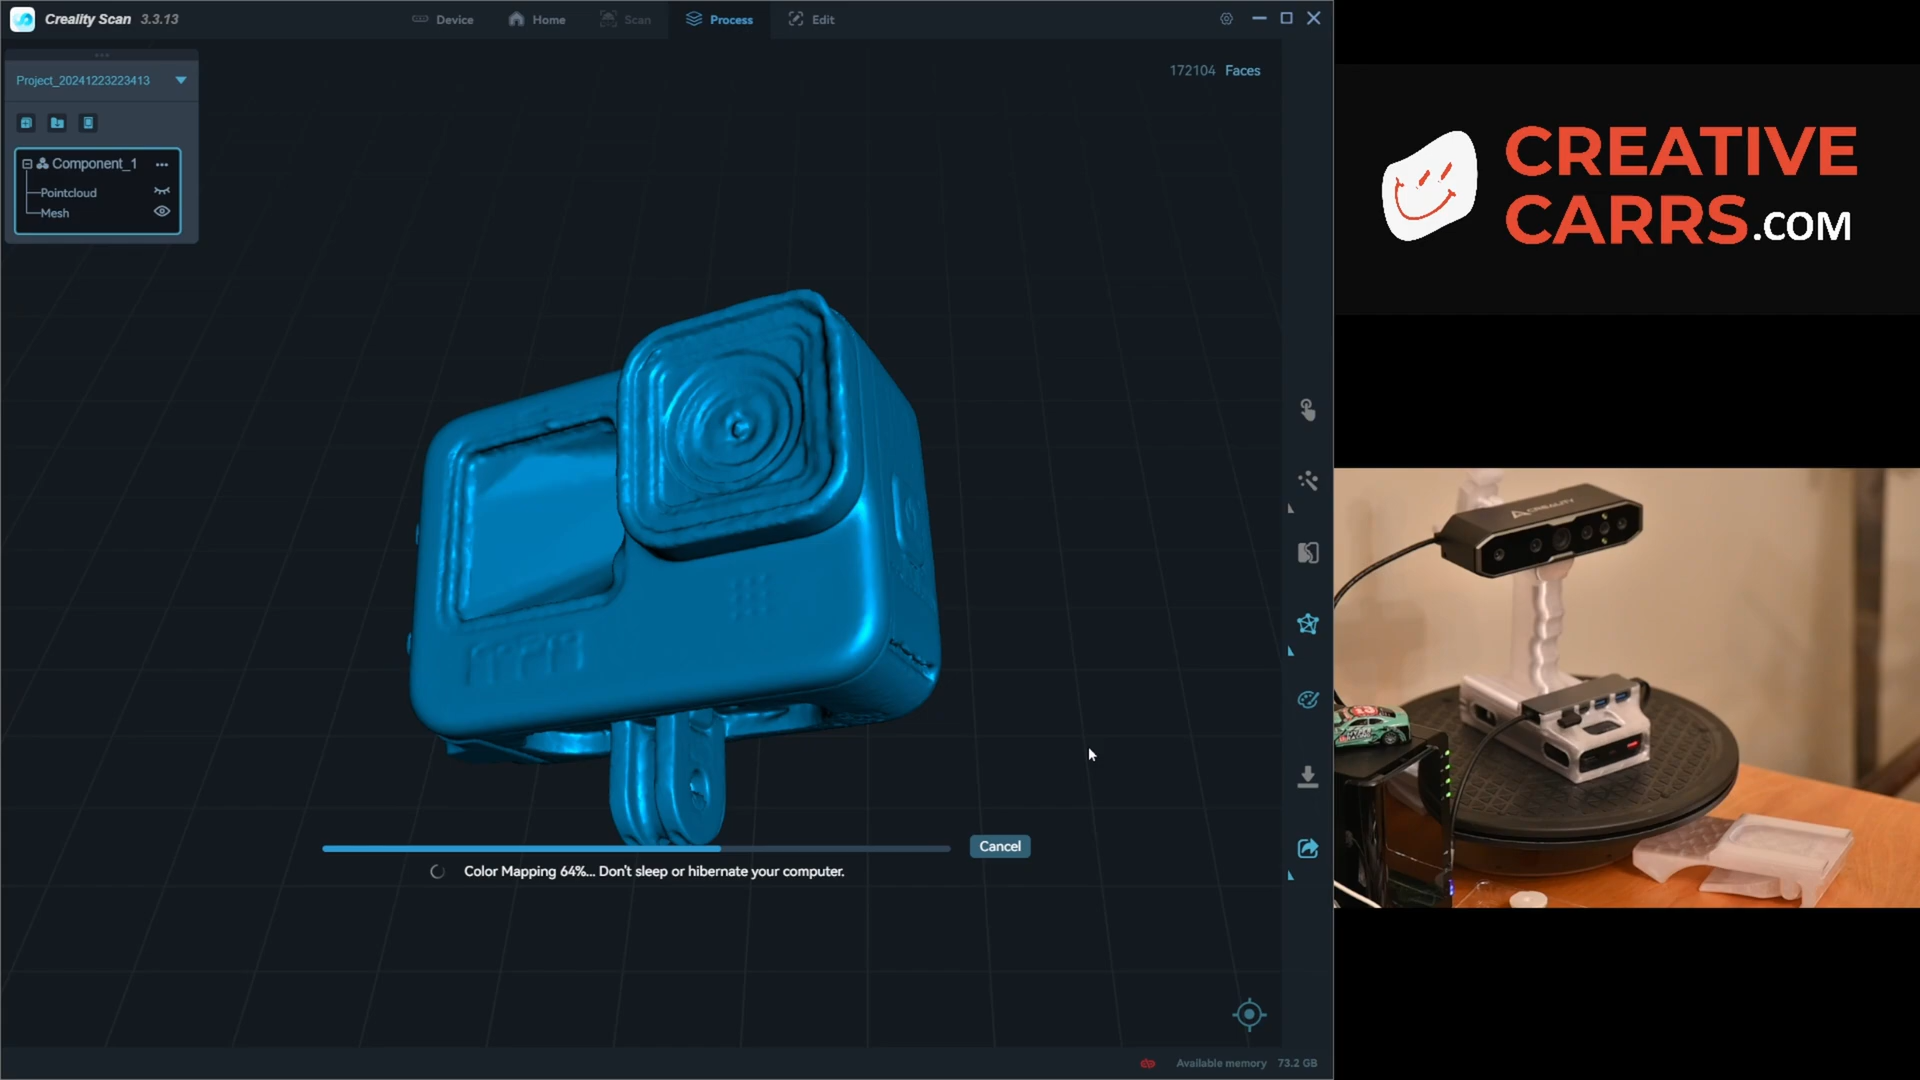 Creality Scan 3.3.13
Device
Home
Scan
Process
Edit
Project_20241223223413
172104 Faces
Component_1
Pointcloud
Mesh
CREATIVE
CARRS.COM
CREALITY
Cancel
Color Mapping 64%... Don't sleep or hibernate your computer.
Available memory 73.2 GB